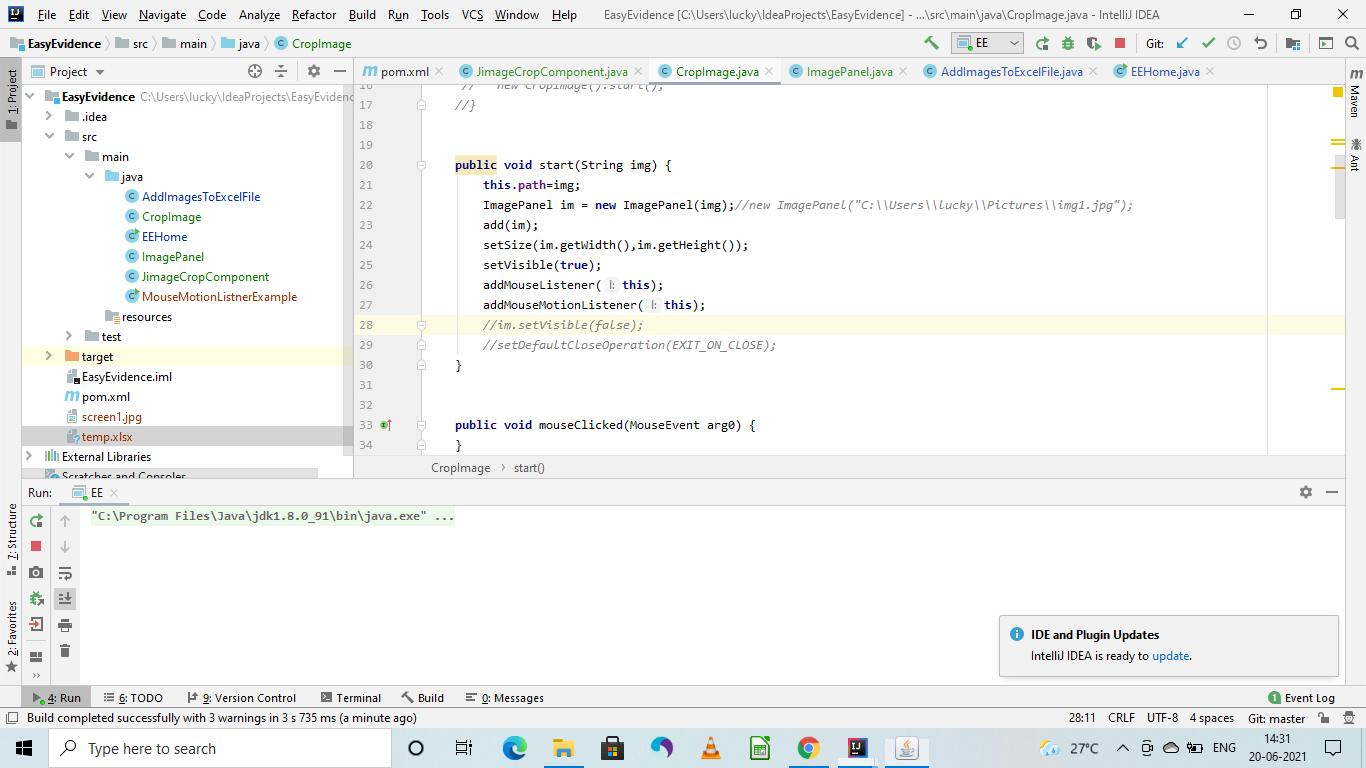 File Edit View Navigate Code Analyze Refactor Build Run Tools VCS Window Help EasyEvidence [C:\Users\lucky\IdeaProjects\EasyEvidence] - ...\src\main\java\CropImage.java - IntelliJ IDEA
EasyEvidence src main java CropImage EE Git:
Project
pom.xml JimageCropComponent.java CropImage.java ImagePanel.java AddImagesToExcelFile.java EEHome.java
1: Project
Maven
Ant
EasyEvidence C:\Users\lucky\IdeaProjects\EasyEvidenc
.idea
src
main
java
AddImagesToExcelFile
CropImage
EEHome
ImagePanel
JimageCropComponent
MouseMotionListnerExample
resources
test
target
EasyEvidence.iml
pom.xml
screen1.jpg
temp.xlsx
External Libraries
Scratches and Consoles
16 // new CropImage().start();
17 //}
18
19
20 public void start(String img) {
21 this.path=img;
22 ImagePanel im = new ImagePanel(img);//new ImagePanel("C:\\Users\\lucky\\Pictures\\img1.jpg");
23 add(im);
24 setSize(im.getWidth(),im.getHeight());
25 setVisible(true);
26 addMouseListener( l: this);
27 addMouseMotionListener( l: this);
28 //im.setVisible(false);
29 //setDefaultCloseOperation(EXIT_ON_CLOSE);
30 }
31
32
33 public void mouseClicked(MouseEvent arg0) {
34 }
CropImage start()
Run: EE
"C:\Program Files\Java\jdk1.8.0_91\bin\java.exe" ...
7: Structure
2: Favorites
IDE and Plugin Updates
IntelliJ IDEA is ready to update.
4: Run 6: TODO 9: Version Control Terminal Build 0: Messages 1 Event Log
Build completed successfully with 3 warnings in 3 s 735 ms (a minute ago) 28:11 CRLF UTF-8 4 spaces Git: master
Type here to search 27°C ENG 14:31
20-06-2021